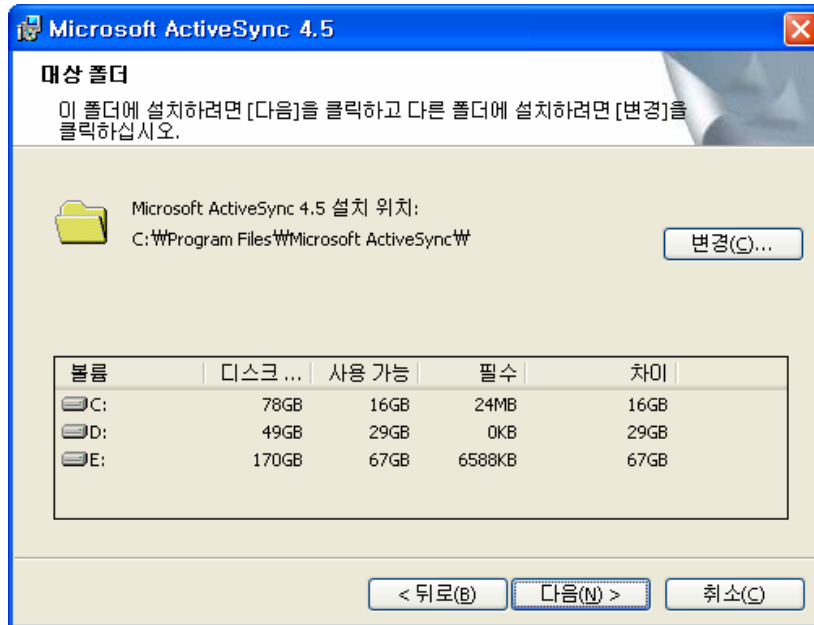 Microsoft ActiveSync 4.5
대상 폴더
이 폴더에 설치하려면 [다음]을 클릭하고 다른 폴더에 설치하려면 [변경]을
클릭하십시오.
Microsoft ActiveSync 4.5 설치 위치:
C:₩Program Files₩Microsoft ActiveSync₩
변경(C)...
볼륨 디스크 ... 사용 가능 필수 차이
C: 78GB 16GB 24MB 16GB
D: 49GB 29GB 0KB 29GB
E: 170GB 67GB 6588KB 67GB
< 뒤로(B) 다음(N) > 취소(C)